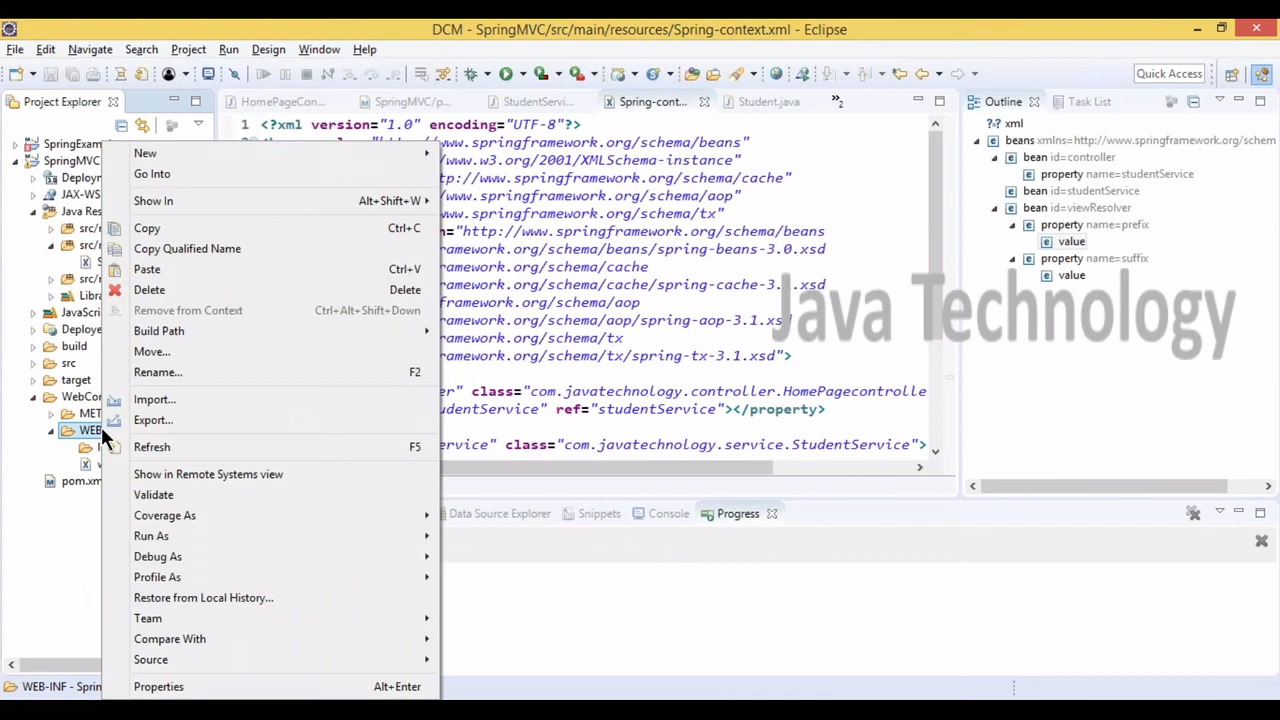 DCM - SpringMVC/src/main/resources/Spring-context.xml - Eclipse
File Edit Navigate Search Project Run Design Window Help
Quick Access
Project Explorer
HomePageCon...
SpringMVC/p...
StudentServi...
Spring-cont...
Student.java
»2
Outline
Task List
SpringExam
SpringMVC
Deploym
JAX-WS
Java Res
src/
src/
S
src/
Libra
JavaScri
Deploye
build
src
target
WebCon
MET
WEB
pom.xm
New
Go Into
Show In Alt+Shift+W
Copy Ctrl+C
Copy Qualified Name
Paste Ctrl+V
Delete Delete
Remove from Context Ctrl+Alt+Shift+Down
Build Path
Move...
Rename... F2
Import...
Export...
Refresh F5
Show in Remote Systems view
Validate
Coverage As
Run As
Debug As
Profile As
Restore from Local History...
Team
Compare With
Source
Properties Alt+Enter
1 <?xml version="1.0" encoding="UTF-8"?>
www.springframework.org/schema/beans"
www.w3.org/2001/XMLSchema-instance"
tp://www.springframework.org/schema/cache"
www.springframework.org/schema/aop"
www.springframework.org/schema/tx"
="http://www.springframework.org/schema/beans
ramework.org/schema/beans/spring-beans-3.0.xsd
ramework.org/schema/cache
ramework.org/schema/cache/spring-cache-3.1.xsd
framework.org/schema/aop
ramework.org/schema/aop/spring-aop-3.1.xsd
framework.org/schema/tx
ramework.org/schema/tx/spring-tx-3.1.xsd">
er" class="com.javatechnology.controller.HomePagecontrolle
udentService" ref="studentService"></property>
ervice" class="com.javatechnology.service.StudentService">
xml
beans xmlns=http://www.springframework.org/schem
bean id=controller
property name=studentService
bean id=studentService
bean id=viewResolver
property name=prefix
value
property name=suffix
value
Java Technology
Data Source Explorer
Snippets
Console
Progress
WEB-INF - Sprin